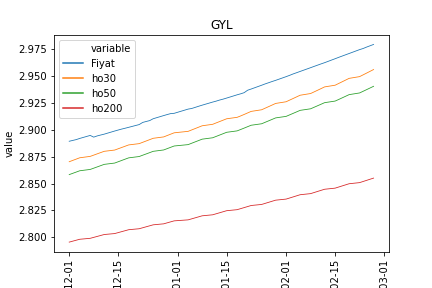 GYL
variable
Fiyat
ho30
ho50
ho200
value
2.975
2.950
2.925
2.900
2.875
2.850
2.825
2.800
12-01
12-15
01-01
01-15
02-01
02-15
03-01